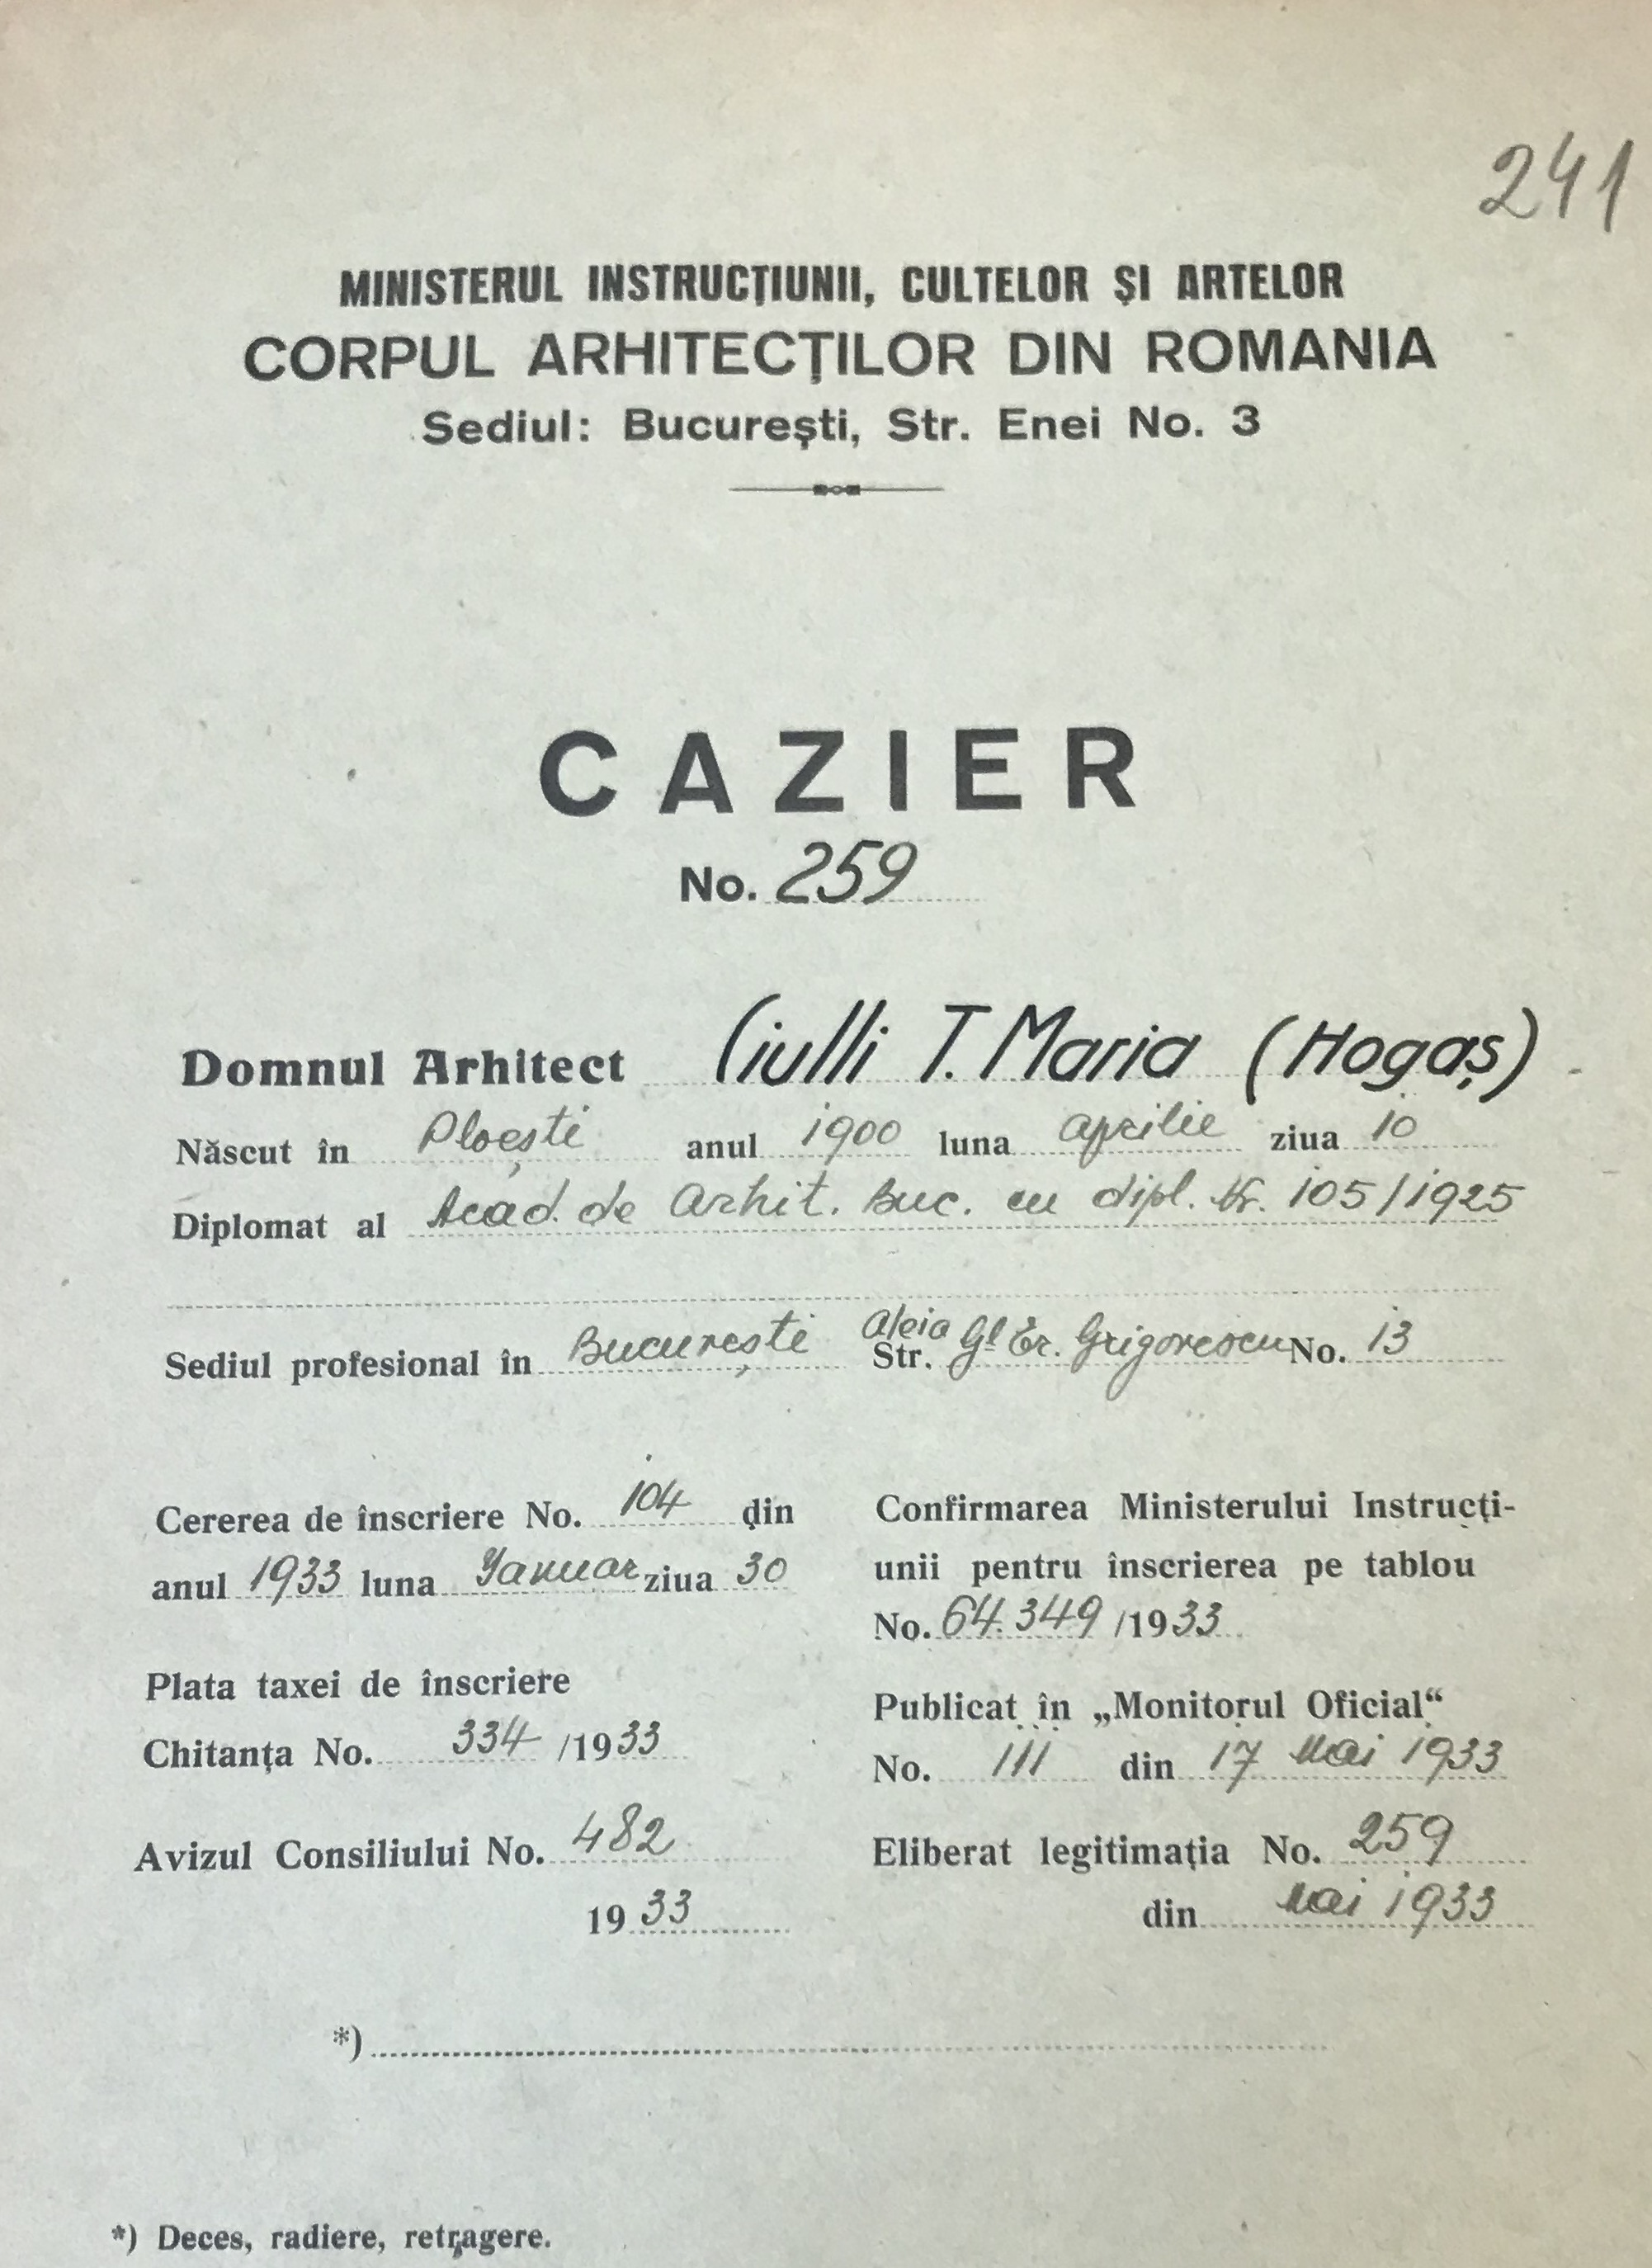 241
MINISTERUL INSTRUCȚIUNII, CULTELOR ȘI ARTELOR
CORPUL ARHITECȚILOR DIN ROMANIA
Sediul: București, Str. Enei No. 3
CAZIER
No. 259
Domnul Arhitect Ciulli T. Maria (Hogaș)
Născut în Ploești anul 1900 luna Aprilie ziua 10
Diplomat al Acad. de Arhit. Buc. cu dipl. Nr. 105/1925
Sediul profesional în București Aleia Str. Gl Er. Grigorescu No. 13
Cererea de înscriere No. 104 din
anul 1933 luna Ianuar ziua 30
Plata taxei de înscriere
Chitanța No. 334 /1933
Avizul Consiliului No. 482
1933
Confirmarea Ministerului Instrucți-
unii pentru înscrierea pe tablou
No. 64.349 /1933
Publicat în „Monitorul Oficial“
No. 111 din 17 Mai 1933
Eliberat legitimația No. 259
din Mai 1933
*)
*) Deces, radiere, retragere.